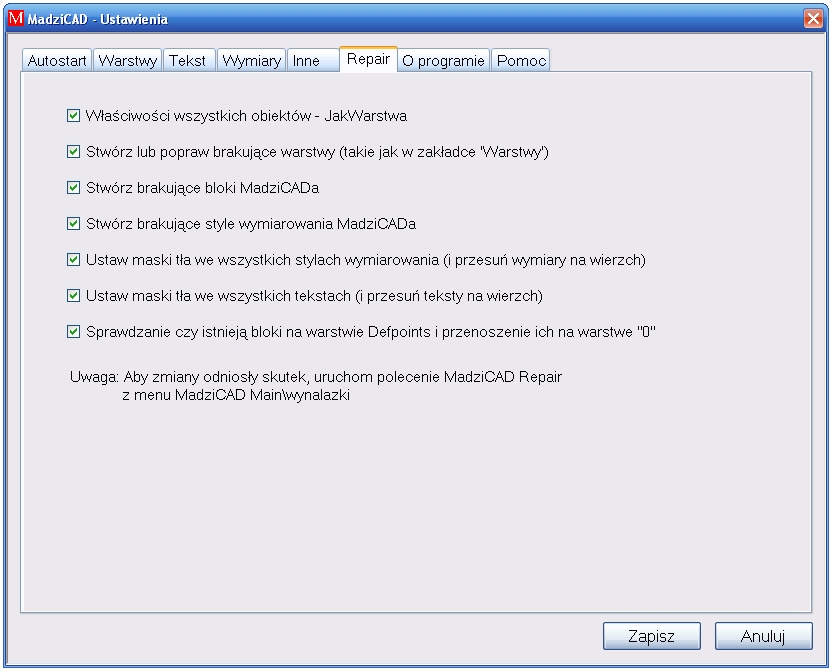 M MadziCAD - Ustawienia
Autostart Warstwy Tekst Wymiary Inne Repair O programie Pomoc
Właściwości wszystkich obiektów - JakWarstwa
Stwórz lub popraw brakujące warstwy (takie jak w zakładce 'Warstwy')
Stwórz brakujące bloki MadziCADa
Stwórz brakujące style wymiarowania MadziCADa
Ustaw maski tła we wszystkich stylach wymiarowania (i przesuń wymiary na wierzch)
Ustaw maski tła we wszystkich tekstach (i przesuń teksty na wierzch)
Sprawdzanie czy istnieją bloki na warstwie Defpoints i przenoszenie ich na warstwe "0"
Uwaga: Aby zmiany odniosły skutek, uruchom polecenie MadziCAD Repair
z menu MadziCAD Main\wynalazki
Zapisz Anuluj